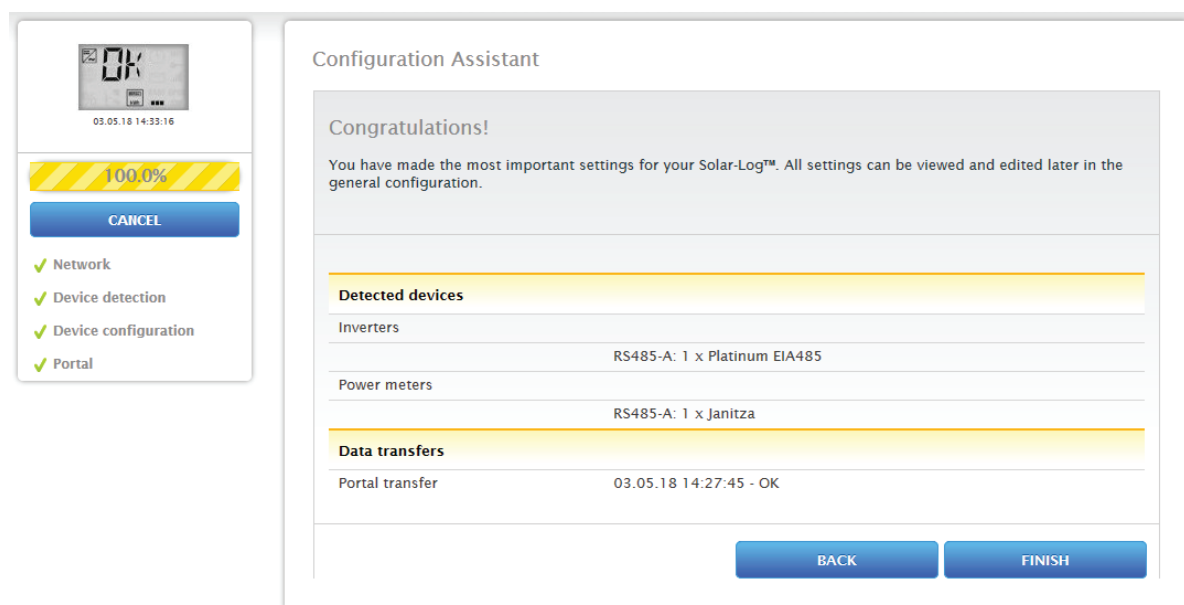 OK
03.05.18 14:33:16
100.0%
CANCEL
Network
Device detection
Device configuration
Portal
Configuration Assistant
Congratulations!
You have made the most important settings for your Solar-Log™. All settings can be viewed and edited later in the
general configuration.
Detected devices
Inverters
RS485-A: 1 x Platinum EIA485
Power meters
RS485-A: 1 x Janitza
Data transfers
Portal transfer 03.05.18 14:27:45 - OK
BACK FINISH